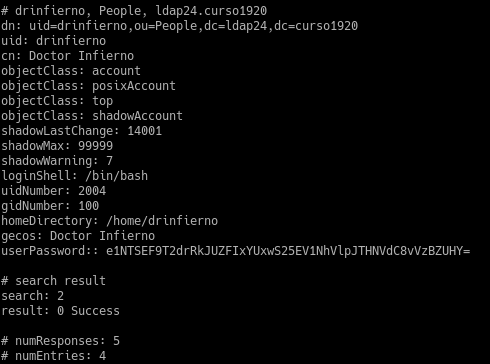 # drinfierno, People, ldap24.curso1920
dn: uid=drinfierno,ou=People,dc=ldap24,dc=curso1920
uid: drinfierno
cn: Doctor Infierno
objectClass: account
objectClass: posixAccount
objectClass: top
objectClass: shadowAccount
shadowLastChange: 14001
shadowMax: 99999
shadowWarning: 7
loginShell: /bin/bash
uidNumber: 2004
gidNumber: 100
homeDirectory: /home/drinfierno
gecos: Doctor Infierno
userPassword:: e1NTSEF9T2drRkJUZFIxYUxwS25EV1NhVlpJTHNVdC8vVzBZUHY=

# search result
search: 2
result: 0 Success

# numResponses: 5
# numEntries: 4